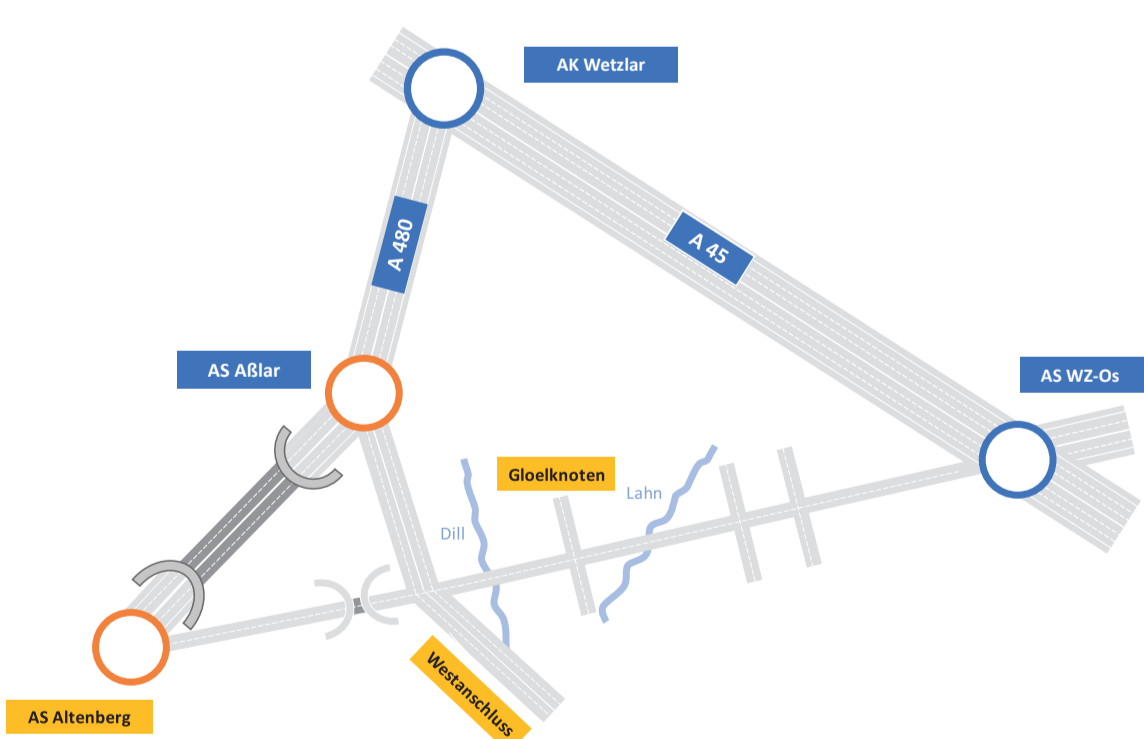 AK Wetzlar
A 480
A 45
AS Aßlar
AS WZ-Os
Gloelknoten
Lahn
Dill
Westanschluss
AS Altenberg